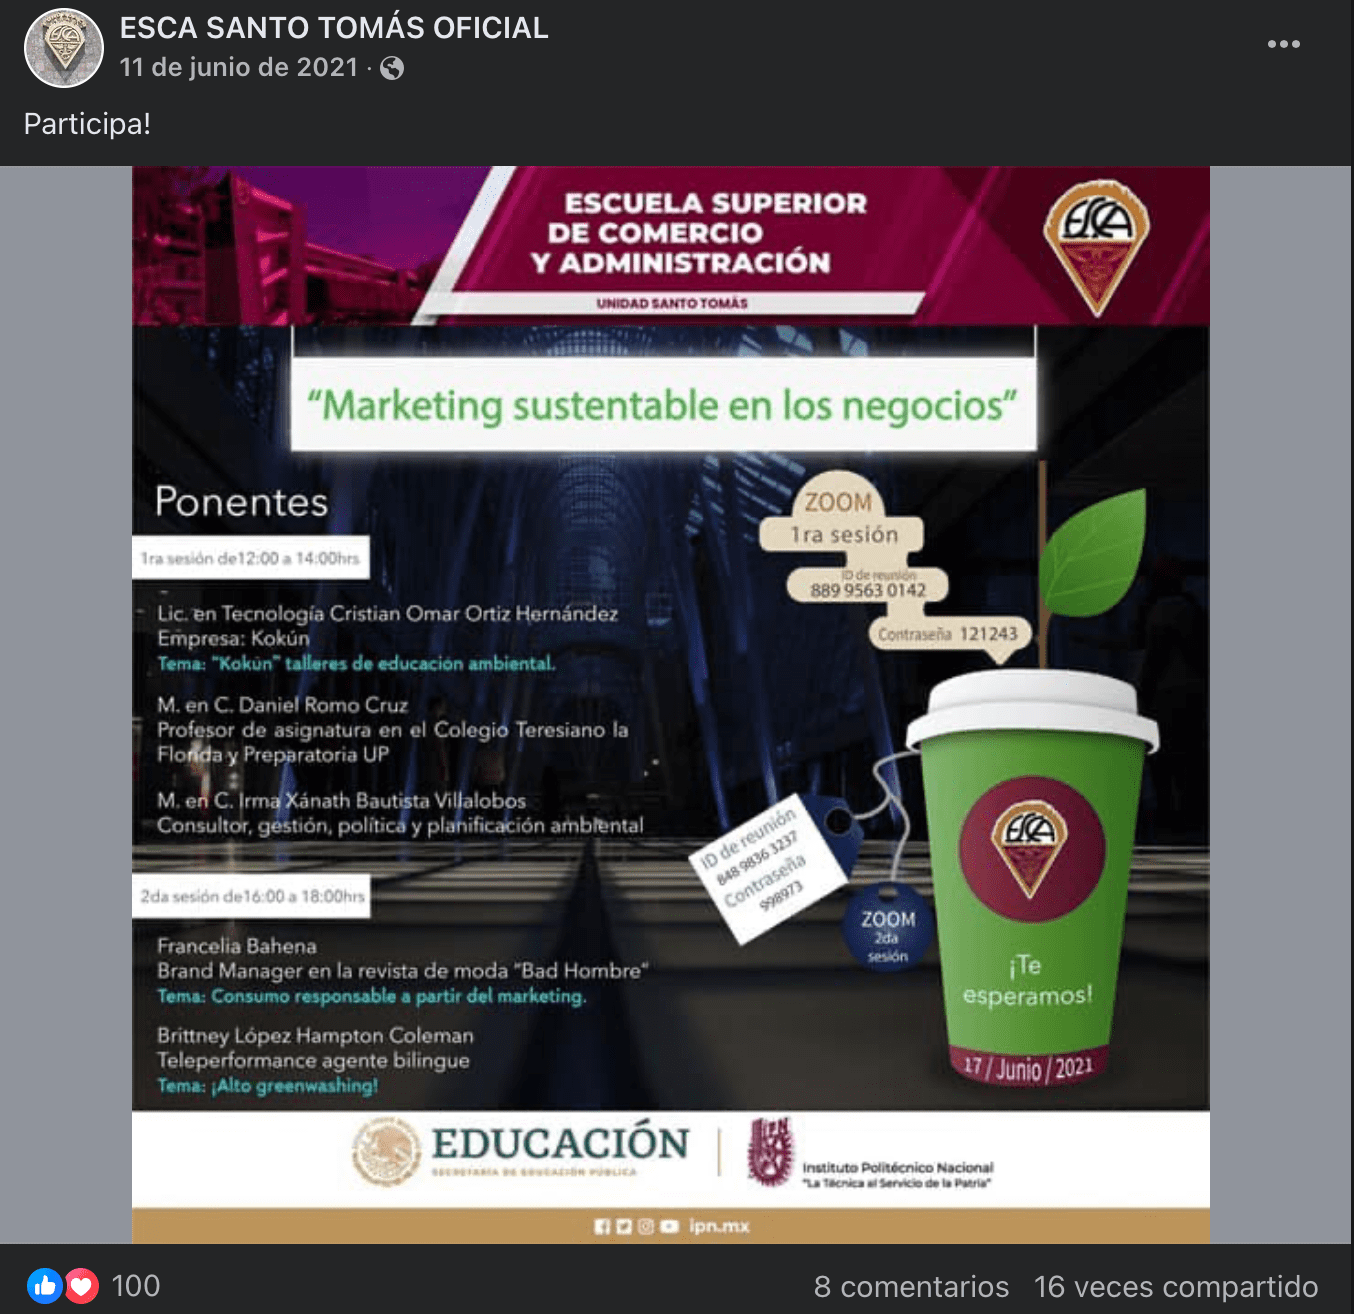 ESCA SANTO TOMÁS OFICIAL
11 de junio de 2021 ·
Participa!
ESCUELA SUPERIOR
DE COMERCIO
Y ADMINISTRACIÓN
UNIDAD SANTO TOMÁS
ESCA
“Marketing sustentable en los negocios”
Ponentes
1ra sesión de12:00 a 14:00hrs
Lic. en Tecnología Cristian Omar Ortiz Hernández
Empresa: Kokún
Tema: "Kokún" talleres de educación ambiental.
M. en C. Daniel Romo Cruz
Profesor de asignatura en el Colegio Teresiano la
Florida y Preparatoria UP
M. en C. Irma Xánath Bautista Villalobos
Consultor, gestión, política y planificación ambiental
2da sesión de16:00 a 18:00hrs
Francelia Bahena
Brand Manager en la revista de moda "Bad Hombre"
Tema: Consumo responsable a partir del marketing.
Brittney López Hampton Coleman
Teleperformance agente bilingue
Tema: ¡Alto greenwashing!
ZOOM
1ra sesión
ID de reunión
889 9563 0142
Contraseña 121243
ID de reunión
848 9836 3237
Contraseña
998973
ZOOM
2da
sesión
ESCA
¡Te
esperamos!
17 / Junio / 2021
EDUCACIÓN
SECRETARÍA DE EDUCACIÓN PÚBLICA
IPN
Instituto Politécnico Nacional
"La Técnica al Servicio de la Patria"
ipn.mx
100
8 comentarios 16 veces compartido